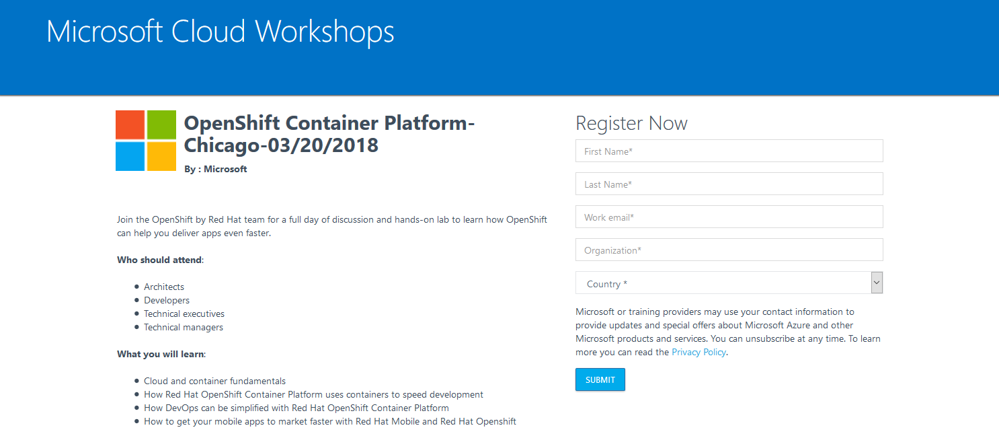 Microsoft Cloud Workshops
OpenShift Container Platform-
Chicago-03/20/2018
By : Microsoft
Join the OpenShift by Red Hat team for a full day of discussion and hands-on lab to learn how OpenShift
can help you deliver apps even faster.
Who should attend:
Architects
Developers
Technical executives
Technical managers
What you will learn:
Cloud and container fundamentals
How Red Hat OpenShift Container Platform uses containers to speed development
How DevOps can be simplified with Red Hat OpenShift Container Platform
How to get your mobile apps to market faster with Red Hat Mobile and Red Hat Openshift
Register Now
First Name*
Last Name*
Work email*
Organization*
Country *
Microsoft or training providers may use your contact information to
provide updates and special offers about Microsoft Azure and other
Microsoft products and services. You can unsubscribe at any time. To learn
more you can read the Privacy Policy.
SUBMIT